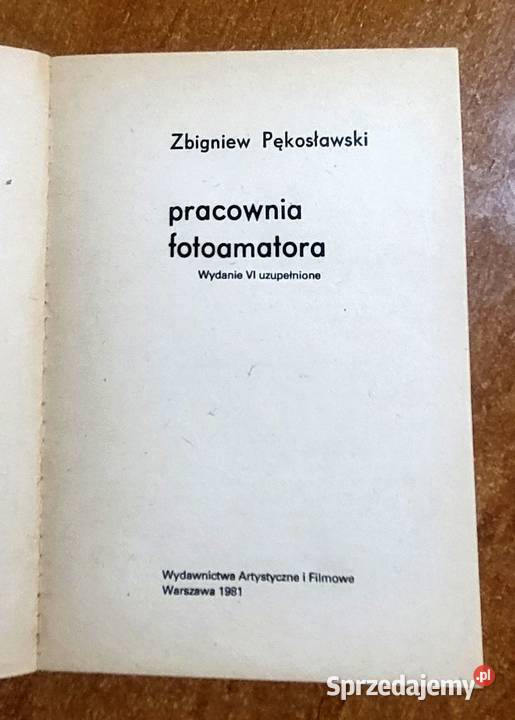 Zbigniew Pękosławski
pracownia
fotoamatora
Wydanie VI uzupełnione
Wydawnictwa Artystyczne i Filmowe
Warszawa 1981
Sprzedajemy.pl